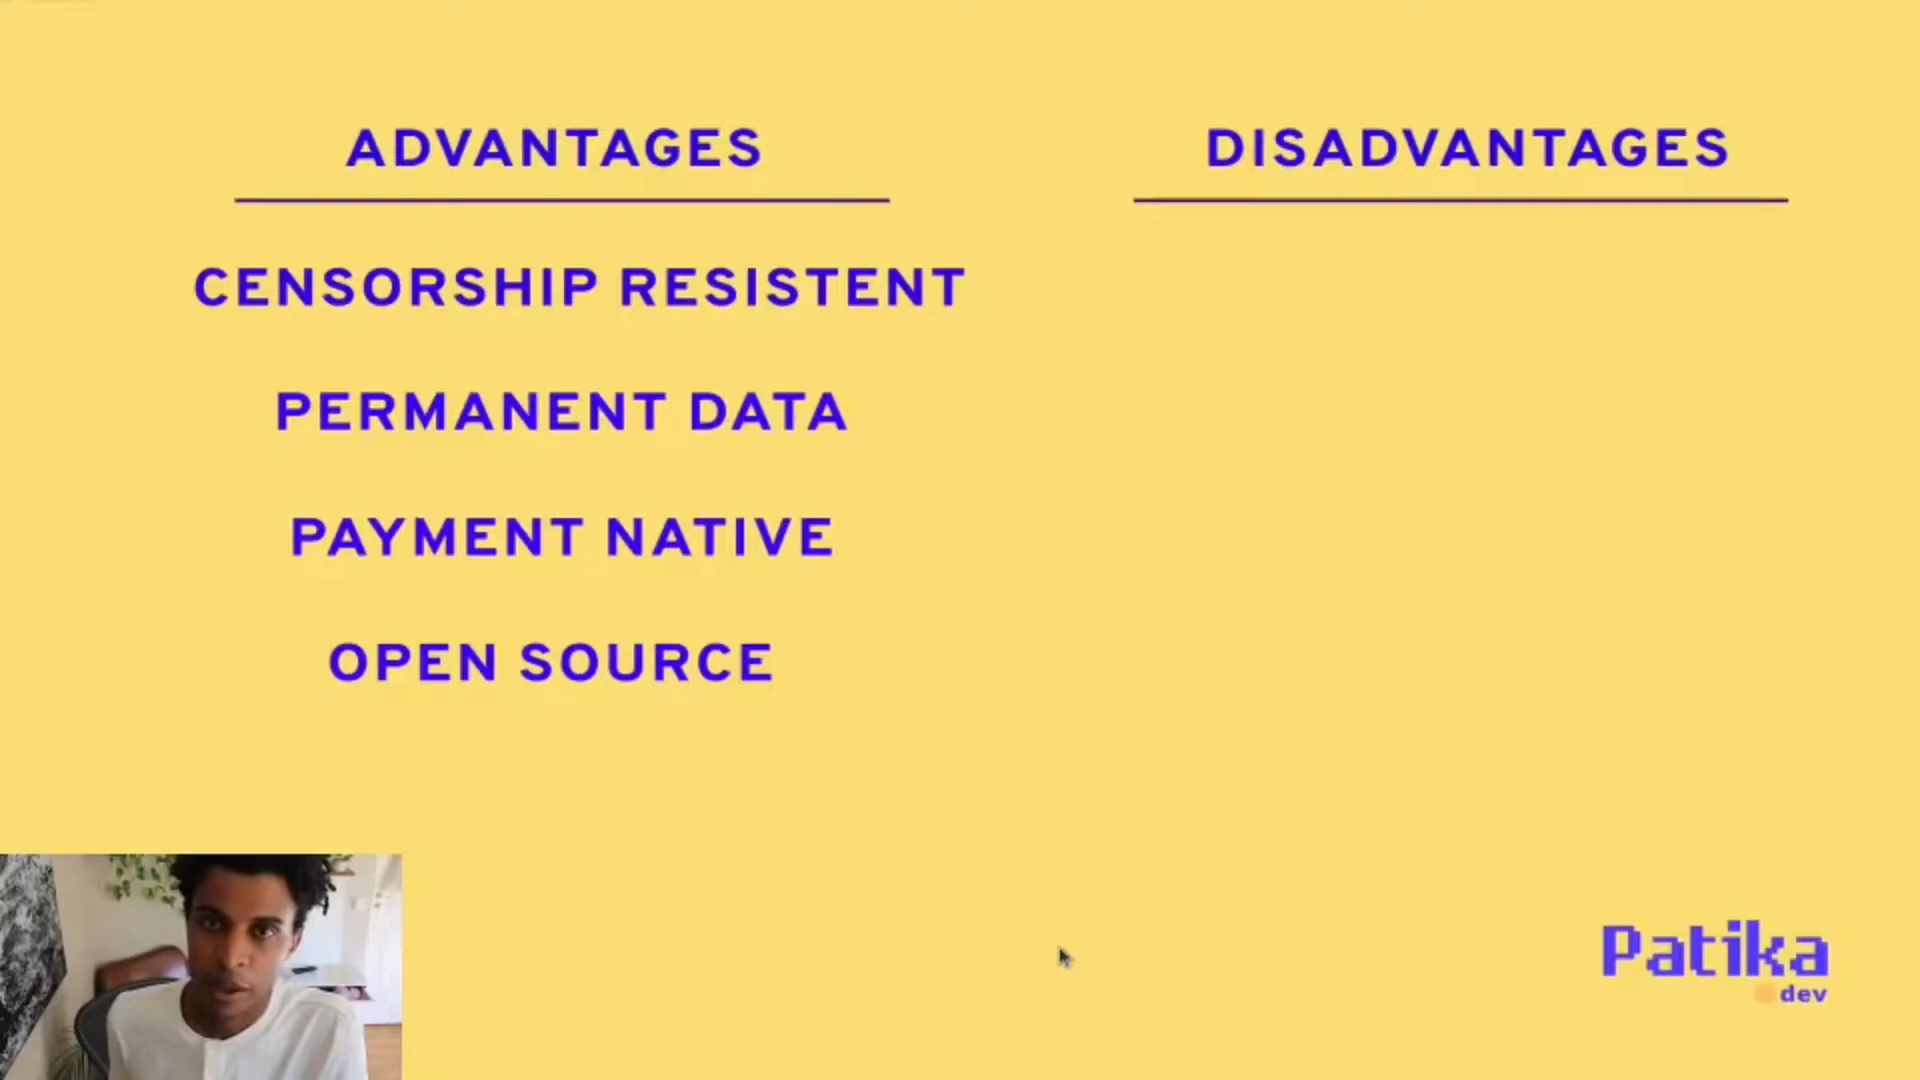 ADVANTAGES
DISADVANTAGES
CENSORSHIP RESISTENT
PERMANENT DATA
PAYMENT NATIVE
OPEN SOURCE
Patika
dev